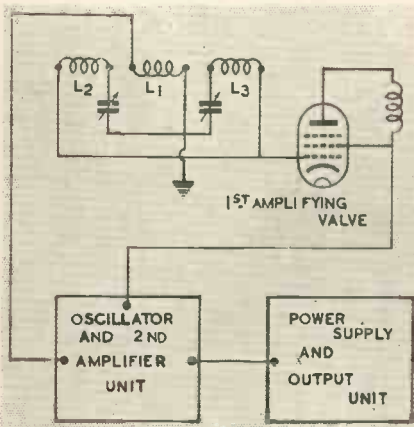 L2
L1
L3
1ST AMPLIFYING
VALVE
OSCILLATOR
AND 2ND
AMPLIFIER
UNIT
POWER
SUPPLY
AND
OUTPUT
UNIT